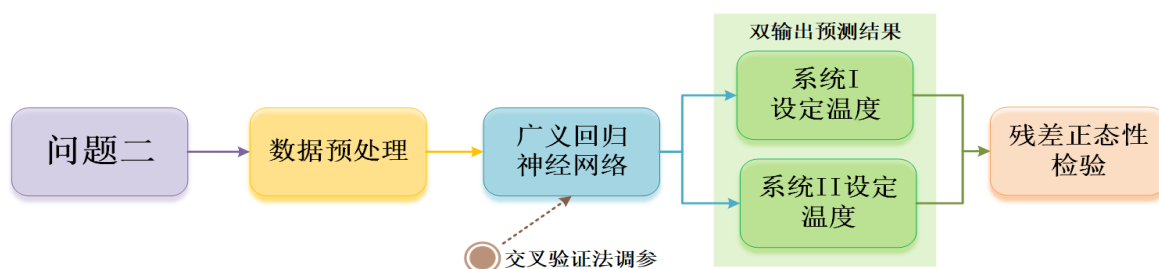 问题二
数据预处理
广义回归
神经网络
交叉验证法调参
双输出预测结果
系统I
设定温度
系统II设定
温度
残差正态性
检验